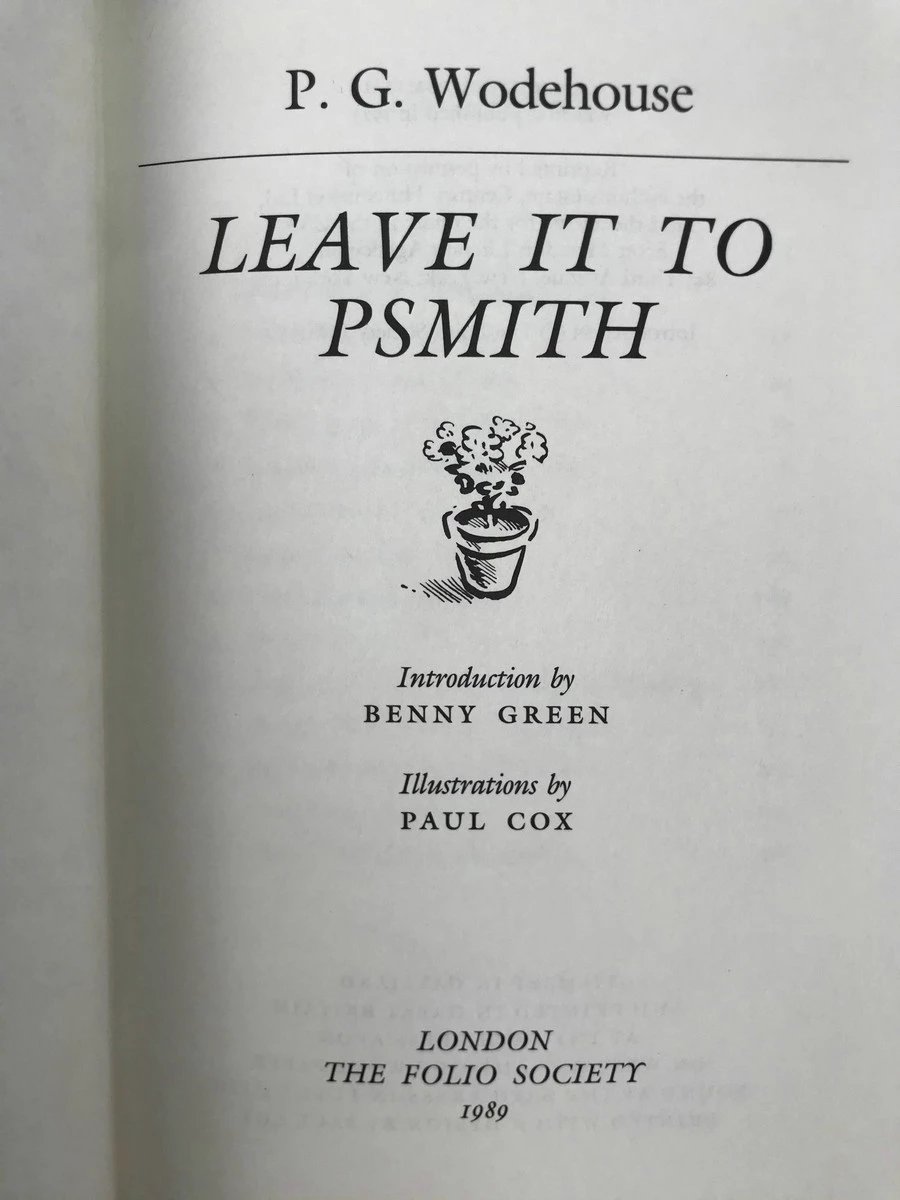 P. G. Wodehouse
LEAVE IT TO
PSMITH
Introduction by
BENNY GREEN
Illustrations by
PAUL COX
LONDON
THE FOLIO SOCIETY
1989